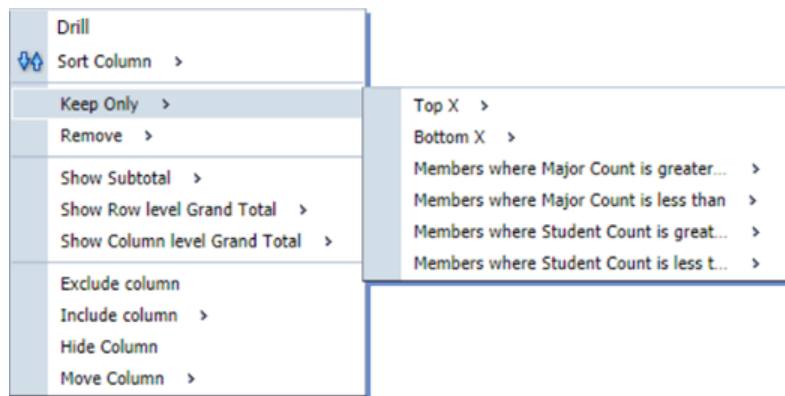 Drill
Sort Column >
Keep Only >
Remove >
Show Subtotal >
Show Row level Grand Total >
Show Column level Grand Total >
Exclude column
Include column >
Hide Column
Move Column >
Top X >
Bottom X >
Members where Major Count is greater... >
Members where Major Count is less than >
Members where Student Count is great... >
Members where Student Count is less t... >